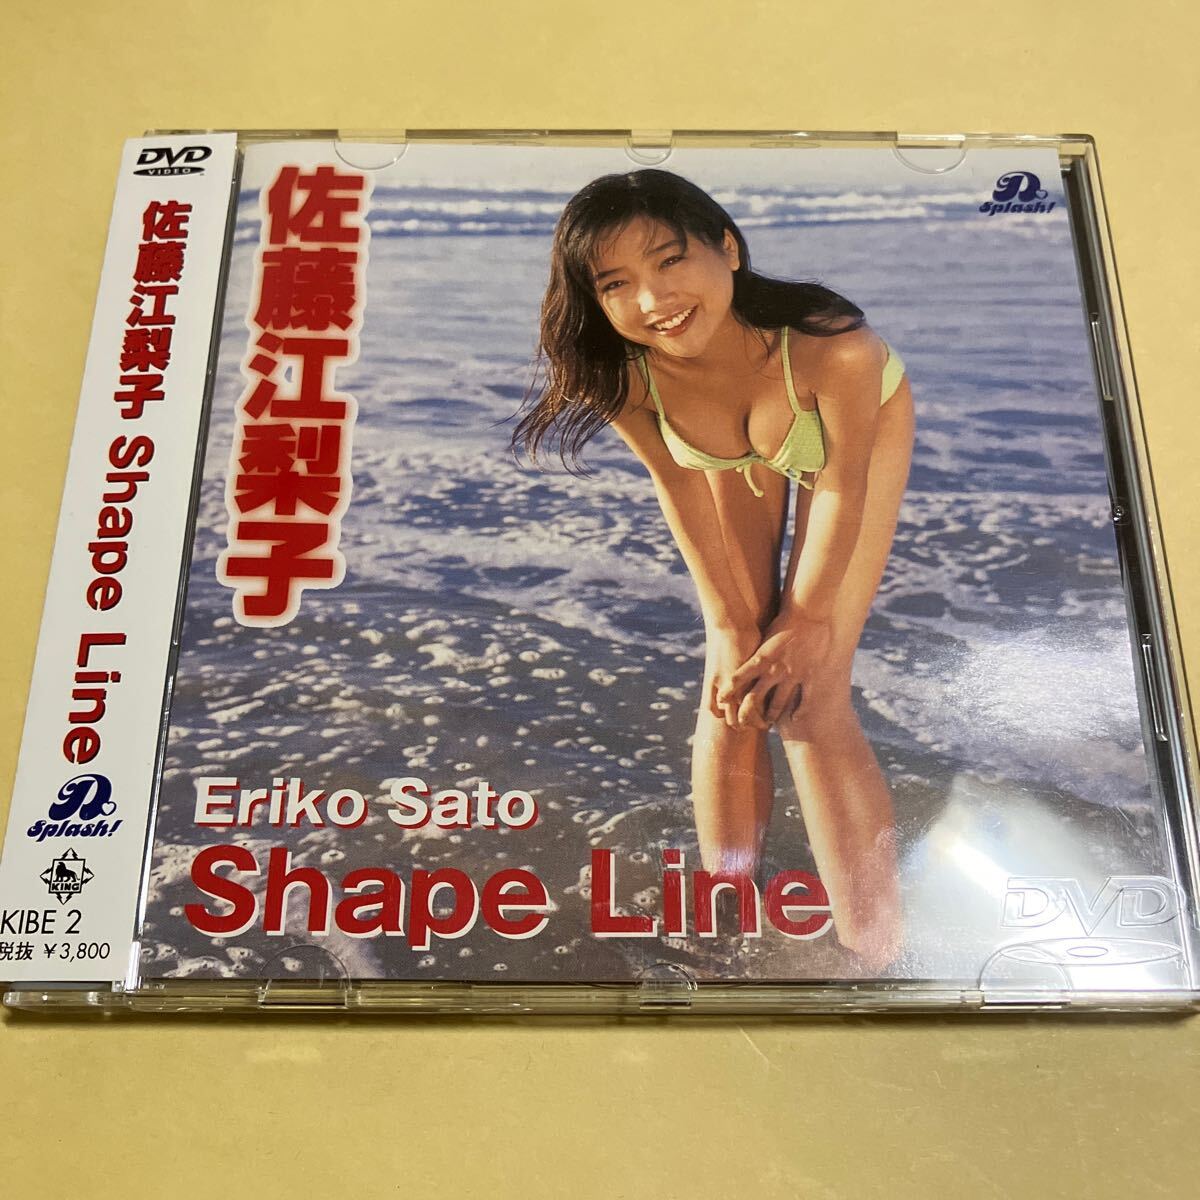 DVD
VIDEO
佐藤江梨子 Shape Line
Splash!
KING
KIBE 2
税抜 ¥3,800
佐藤江梨子
Splash!
Eriko Sato
Shape Line
DVD